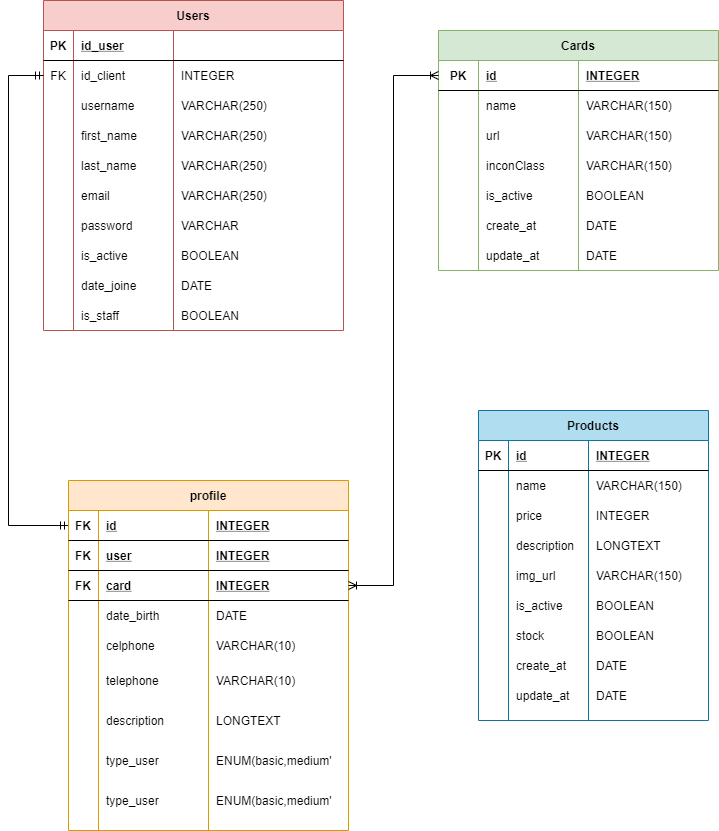 Users
PK id_user
FK id_client INTEGER
username VARCHAR(250)
first_name VARCHAR(250)
last_name VARCHAR(250)
email VARCHAR(250)
password VARCHAR
is_active BOOLEAN
date_joine DATE
is_staff BOOLEAN
Cards
PK id INTEGER
name VARCHAR(150)
url VARCHAR(150)
inconClass VARCHAR(150)
is_active BOOLEAN
create_at DATE
update_at DATE
profile
FK id INTEGER
FK user INTEGER
FK card INTEGER
date_birth DATE
celphone VARCHAR(10)
telephone VARCHAR(10)
description LONGTEXT
type_user ENUM(basic,medium'
type_user ENUM(basic,medium'
Products
PK id INTEGER
name VARCHAR(150)
price INTEGER
description LONGTEXT
img_url VARCHAR(150)
is_active BOOLEAN
stock BOOLEAN
create_at DATE
update_at DATE